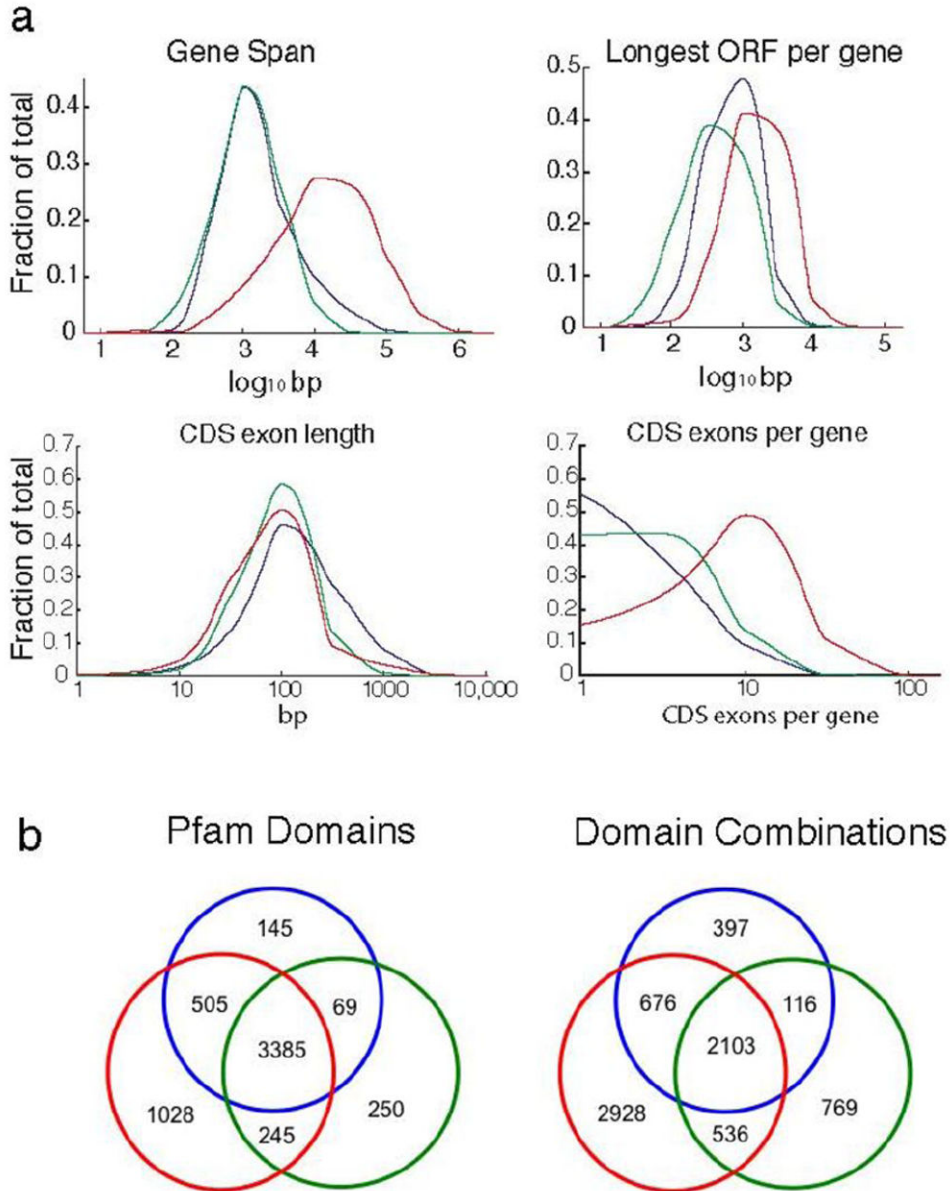 a
Gene Span
Longest ORF per gene
Fraction of total
0.4
0.3
0.2
0.1
0
1 2 3 4 5 6
log₁₀ bp
0.5
0.4
0.3
0.2
0.1
0
1 2 3 4 5
log₁₀ bp
CDS exon length
CDS exons per gene
Fraction of total
0.7
0.6
0.5
0.4
0.3
0.2
0.1
0
1 10 100 1000 10,000
bp
0.7
0.6
0.5
0.4
0.3
0.2
0.1
0
1 10 100
CDS exons per gene
b
Pfam Domains
Domain Combinations
145
505
69
3385
1028
250
245
397
676
116
2103
2928
769
536